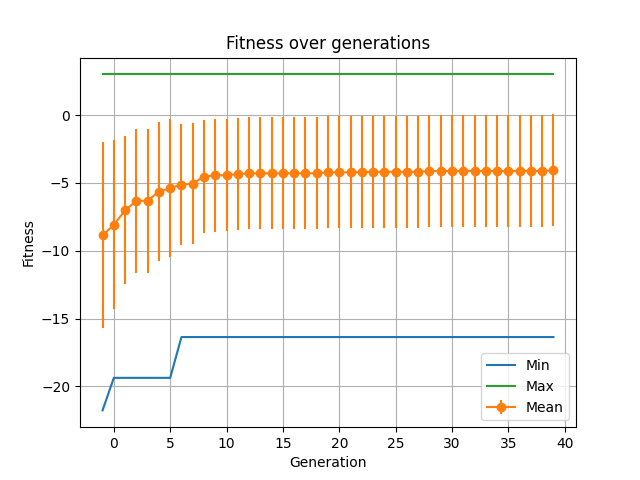 Fitness over generations
Fitness
0
−5
−10
−15
−20
0 5 10 15 20 25 30 35 40
Generation
Min
Max
Mean